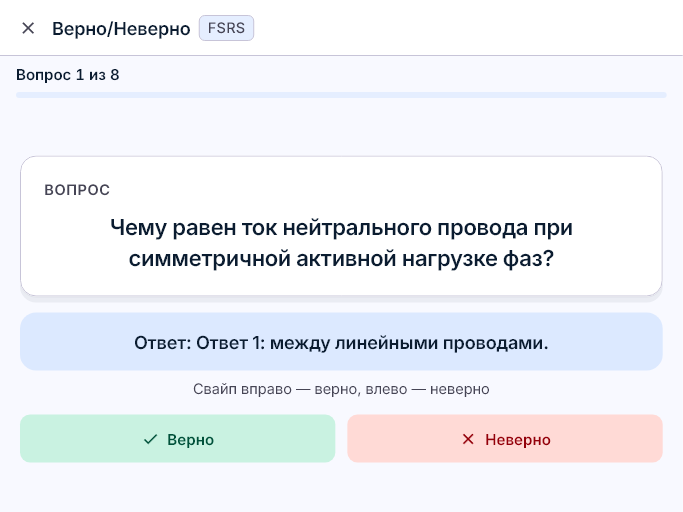 Верно/Неверно FSRS
Вопрос 1 из 8
ВОПРОС
Чему равен ток нейтрального провода при
симметричной активной нагрузке фаз?
Ответ: Ответ 1: между линейными проводами.
Свайп вправо — верно, влево — неверно
Верно
Неверно